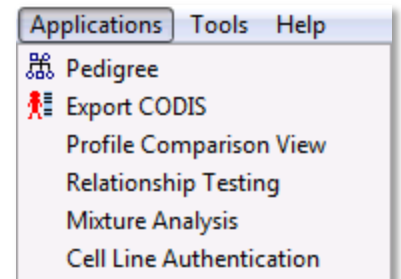 Applications Tools Help
Pedigree
Export CODIS
Profile Comparison View
Relationship Testing
Mixture Analysis
Cell Line Authentication